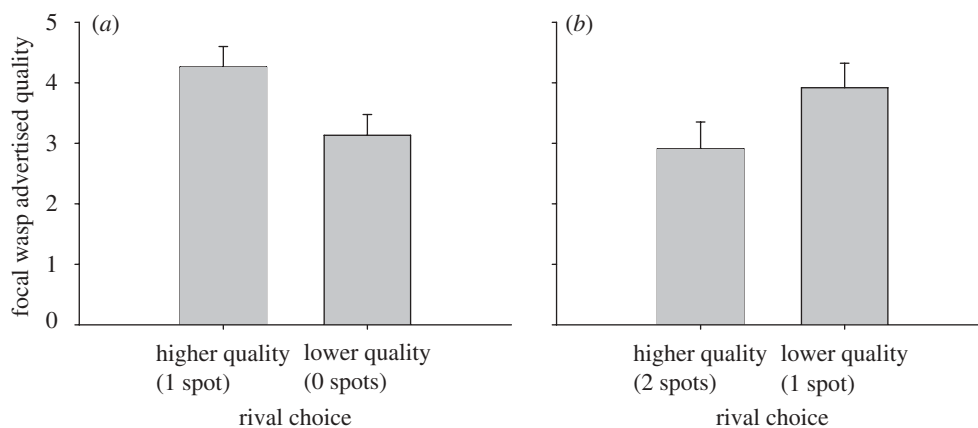 focal wasp advertised quality
5
4
3
2
1
0
(a)
higher quality
(1 spot)
lower quality
(0 spots)
rival choice
(b)
higher quality
(2 spots)
lower quality
(1 spot)
rival choice